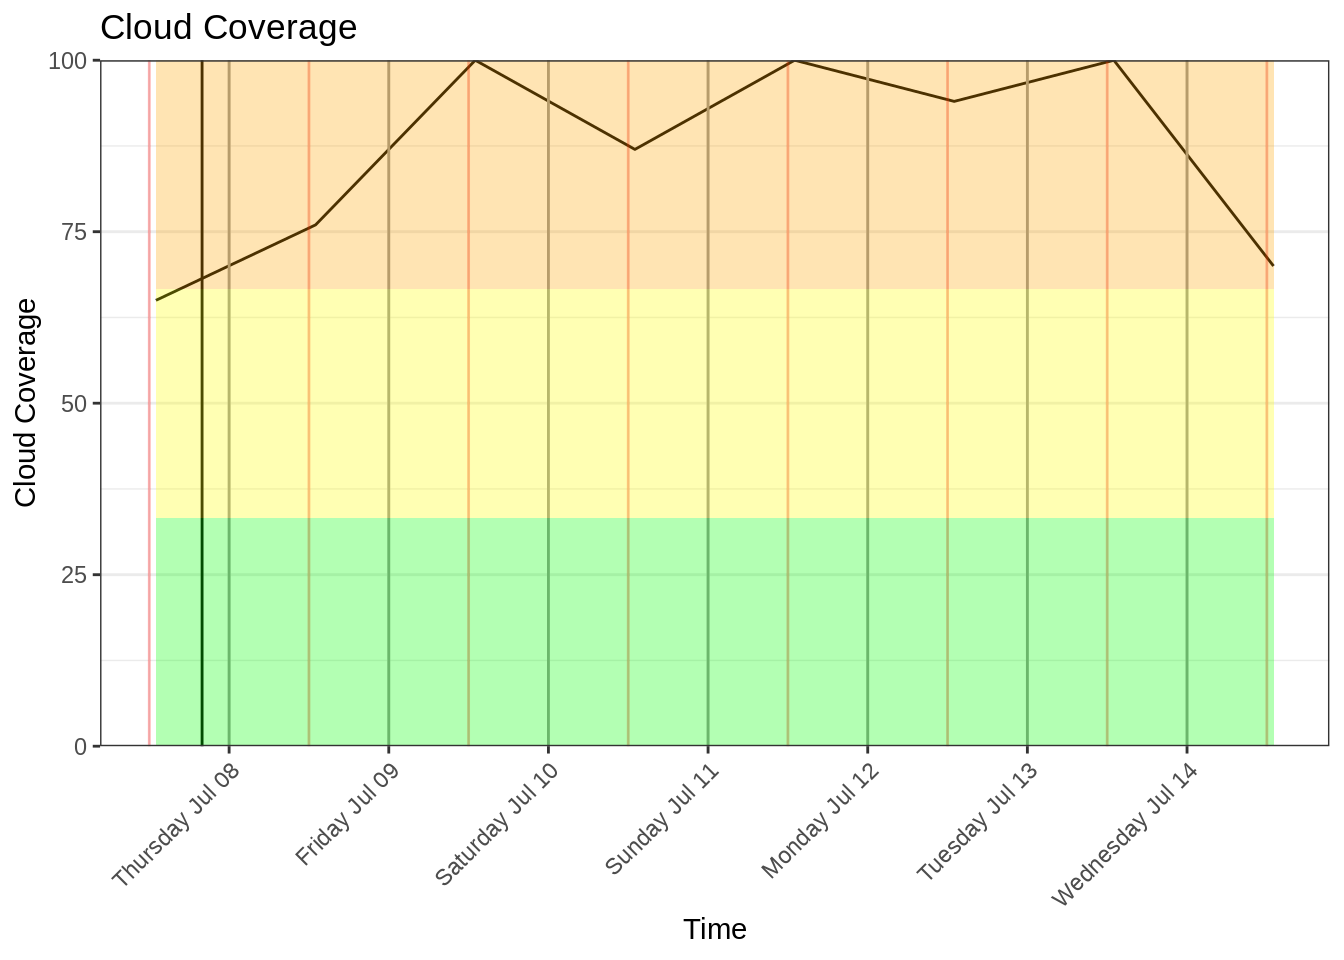 Cloud Coverage
100
75
50
25
0
Cloud Coverage
Thursday Jul 08
Friday Jul 09
Saturday Jul 10
Sunday Jul 11
Monday Jul 12
Tuesday Jul 13
Wednesday Jul 14
Time